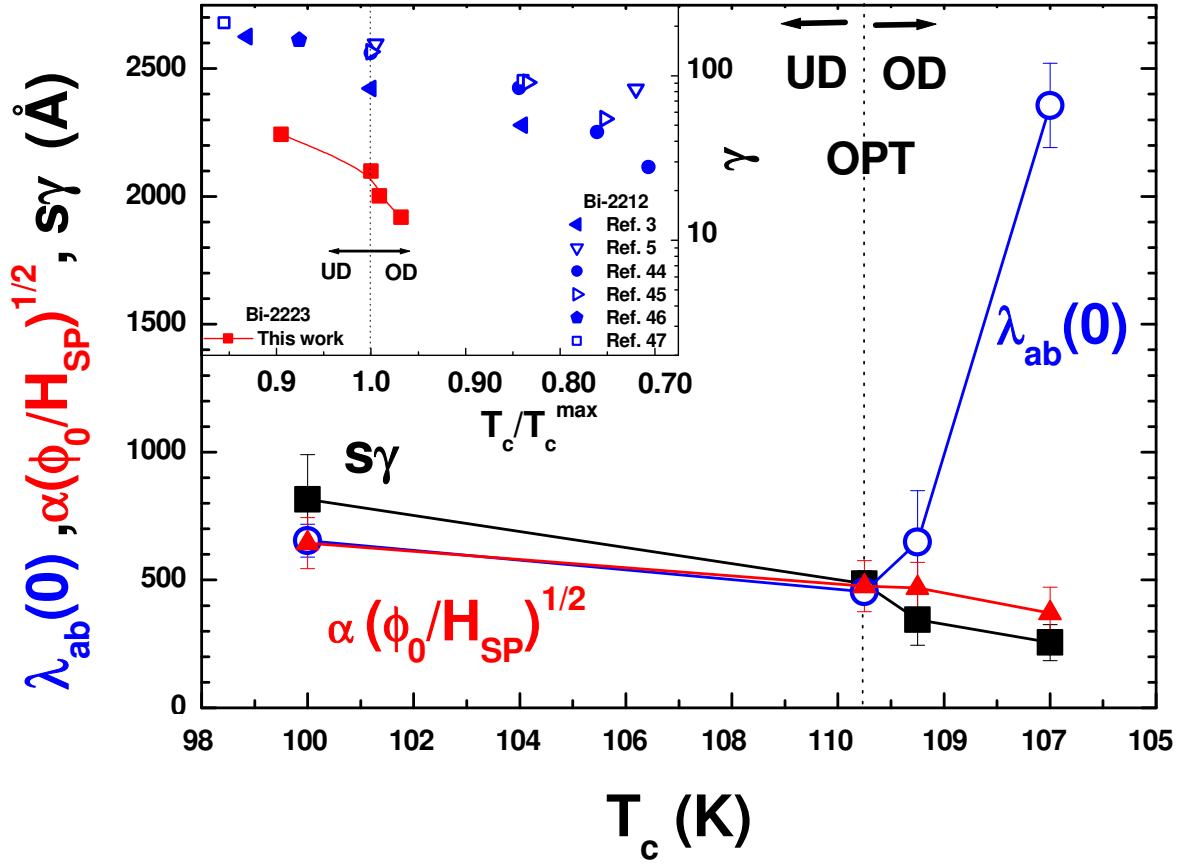 λab(0) ,α(ϕ0/HSP)1/2, sγ (Å)
2500
2000
1500
1000
500
0
UD OD
OPT
γ
100
10
Bi-2212
Ref. 3
Ref. 5
Ref. 44
Ref. 45
Ref. 46
Ref. 47
UD OD
Bi-2223
This work
0.9 1.0 0.90 0.80 0.70
Tc/Tc max
λab(0)
sγ
α (ϕ0/HSP)1/2
98 100 102 104 106 110 109 107 105
Tc (K)